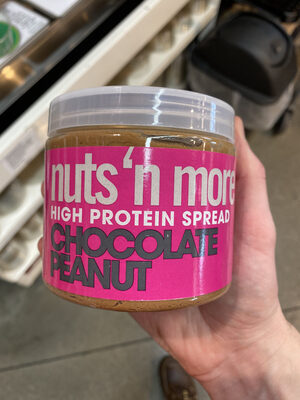 nuts 'n more
HIGH PROTEIN SPREAD
CHOCOLATE
PEANUT